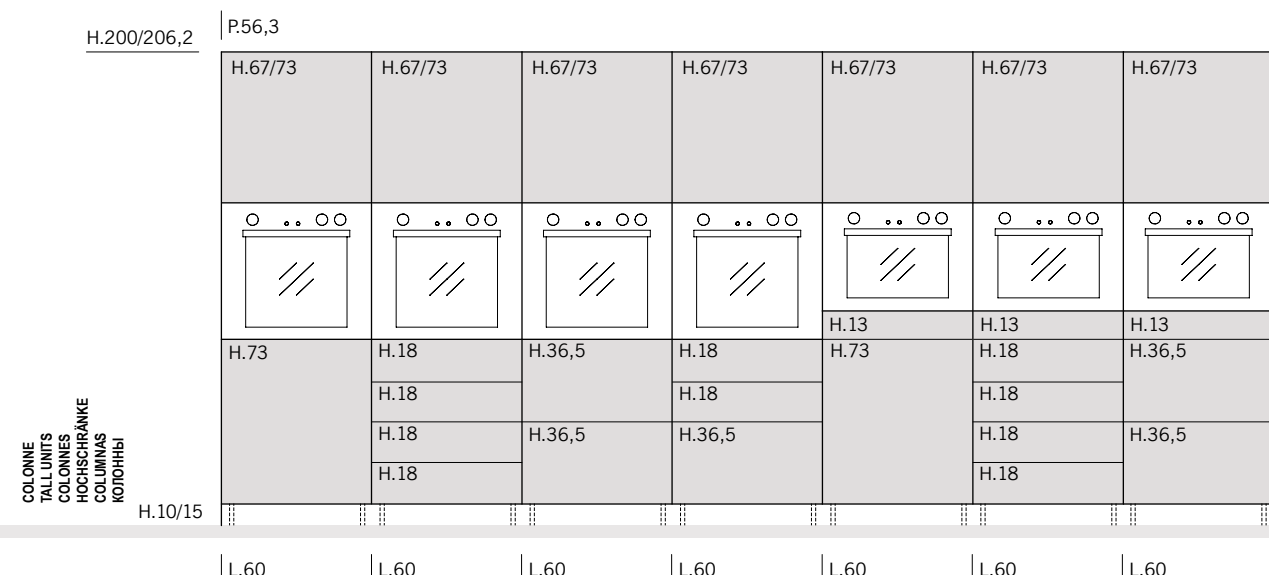 H.200/206,2
P.56,3
H.67/73 H.67/73 H.67/73 H.67/73 H.67/73 H.67/73 H.67/73
H.13 H.13 H.13
H.73 H.18 H.36,5 H.18 H.73 H.18 H.36,5
H.18 H.18 H.18
H.18 H.36,5 H.36,5 H.18 H.36,5
H.18 H.18
COLONNE
TALL UNITS
COLONNES
HOCHSCHRÄNKE
COLUMNAS
КОЛОННЫ
H.10/15
L.60 L.60 L.60 L.60 L.60 L.60 L.60